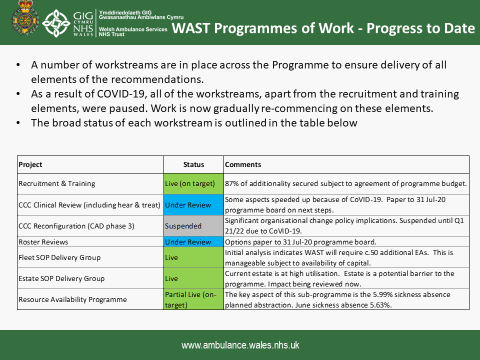 GIG
CYMRU
NHS
WALES
Ymddiriedolaeth GIG
Gwasanaethau Ambiwlans Cymru
Welsh Ambulance Services
NHS Trust
WAST Programmes of Work - Progress to Date
• A number of workstreams are in place across the Programme to ensure delivery of all
elements of the recommendations.
• As a result of COVID-19, all of the workstreams, apart from the recruitment and training
elements, were paused. Work is now gradually re-commencing on these elements.
• The broad status of each workstream is outlined in the table below
Project Status Comments
Recruitment & Training Live (on target) 87% of additionality secured subject to agreement of programme budget.
CCC Clinical Review (including hear & treat) Under Review Some aspects speeded up because of CoVID-19. Paper to 31 Jul-20
programme board on next steps.
CCC Reconfiguration (CAD phase 3) Suspended Significant organisational change policy implications. Suspended until Q1
21/22 due to CoVID-19.
Roster Reviews Under Review Options paper to 31 Jul-20 programme board.
Fleet SOP Delivery Group Live Initial analysis indicates WAST will require c.50 additional EAs. This is
manageable subject to availability of capital.
Estate SOP Delivery Group Live Current estate is at high utilisation. Estate is a potential barrier to the
programme. Impact being reviewed now.
Resource Availability Programme Partial Live (on-
target) The key aspect of this sub-programme is the 5.99% sickness absence
planned abstraction. June sickness absence 5.63%.
www.ambulance.wales.nhs.uk